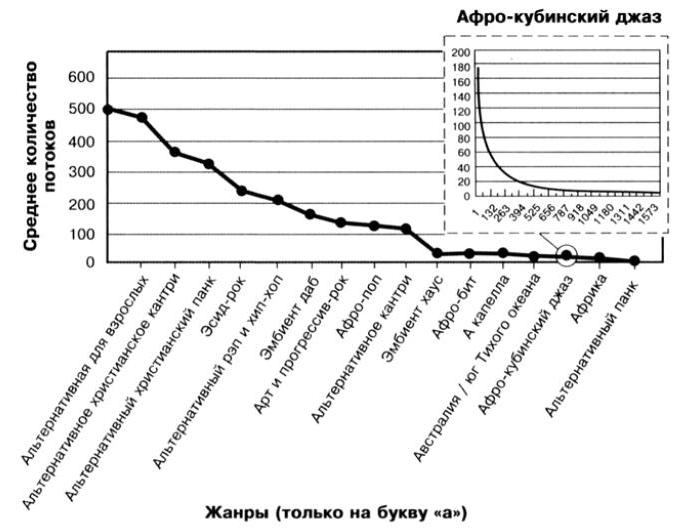 Афро-кубинский джаз
200
180
160
140
120
100
80
60
40
20
0
1
132
263
394
525
656
787
918
1049
1180
1311
1442
1573
Среднее количество
потоков
600
500
400
300
200
100
0
Альтернативная для взрослых
Альтернативное христианское кантри
Альтернативный христианский панк
Эсид-рок
Альтернативный рэп и хип-хоп
Эмбиент даб
Арт и прогрессив-рок
Афро-поп
Альтернативное кантри
Эмбиент хаус
Афро-бит
А капелла
Австралия / юг Тихого океана
Афро-кубинский джаз
Африка
Альтернативный панк
Жанры (только на букву «а»)